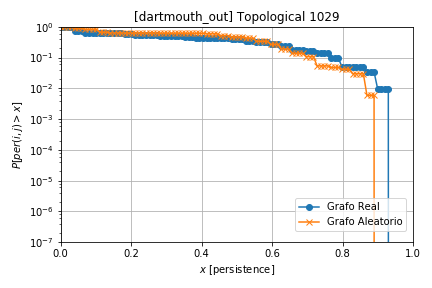 [dartmouth_out] Topological 1029
P[per(i, j) > x]
10⁰
10⁻¹
10⁻²
10⁻³
10⁻⁴
10⁻⁵
10⁻⁶
10⁻⁷
Grafo Real
Grafo Aleatorio
0.0 0.2 0.4 0.6 0.8 1.0
x [persistence]